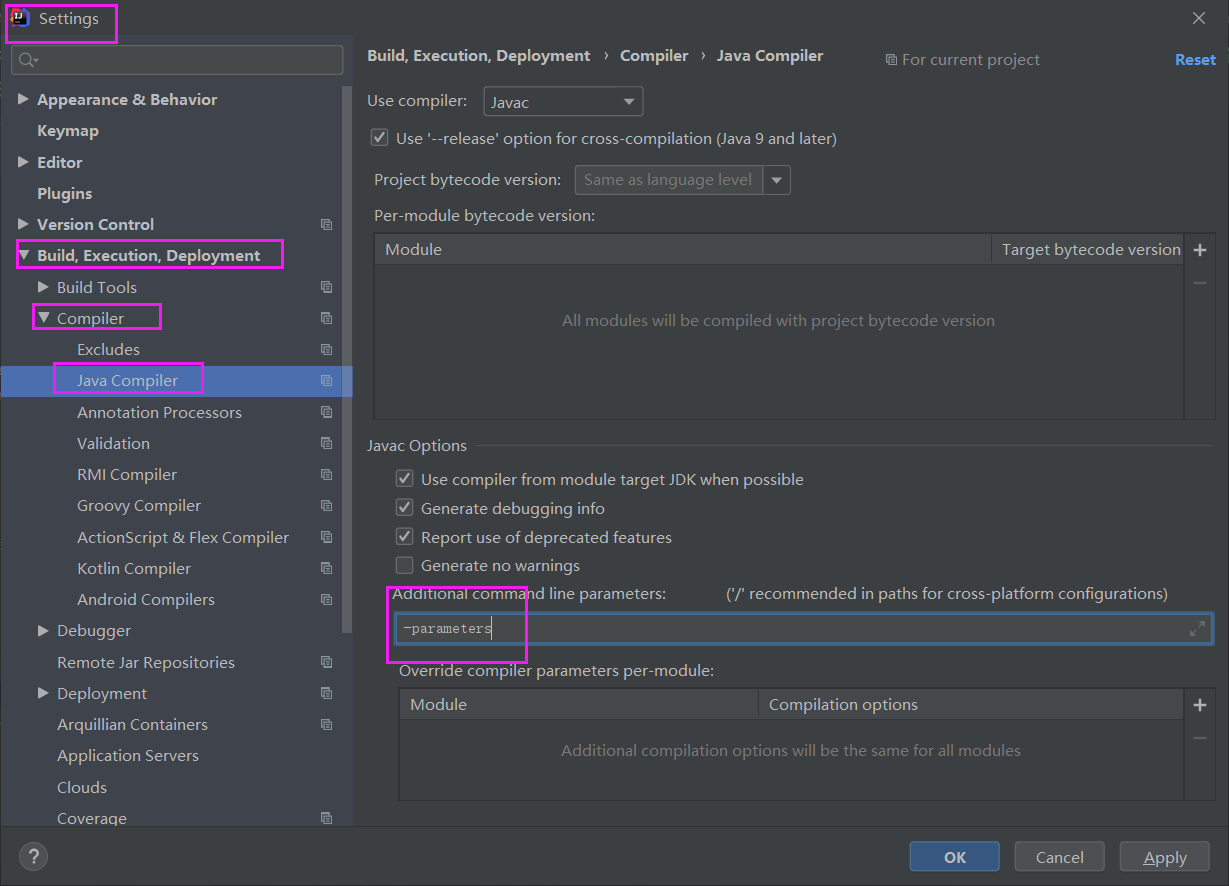 Settings
Build, Execution, Deployment › Compiler › Java Compiler
For current project
Reset
Appearance & Behavior
Keymap
Editor
Plugins
Version Control
Build, Execution, Deployment
Build Tools
Compiler
Excludes
Java Compiler
Annotation Processors
Validation
RMI Compiler
Groovy Compiler
ActionScript & Flex Compiler
Kotlin Compiler
Android Compilers
Debugger
Remote Jar Repositories
Deployment
Arquillian Containers
Application Servers
Clouds
Coverage
Use compiler: Javac
Use '--release' option for cross-compilation (Java 9 and later)
Project bytecode version: Same as language level
Per-module bytecode version:
Module Target bytecode version
All modules will be compiled with project bytecode version
Javac Options
Use compiler from module target JDK when possible
Generate debugging info
Report use of deprecated features
Generate no warnings
Additional command line parameters: ('/' recommended in paths for cross-platform configurations)
-parameters
Override compiler parameters per-module:
Module Compilation options
Additional compilation options will be the same for all modules
?
OK Cancel Apply